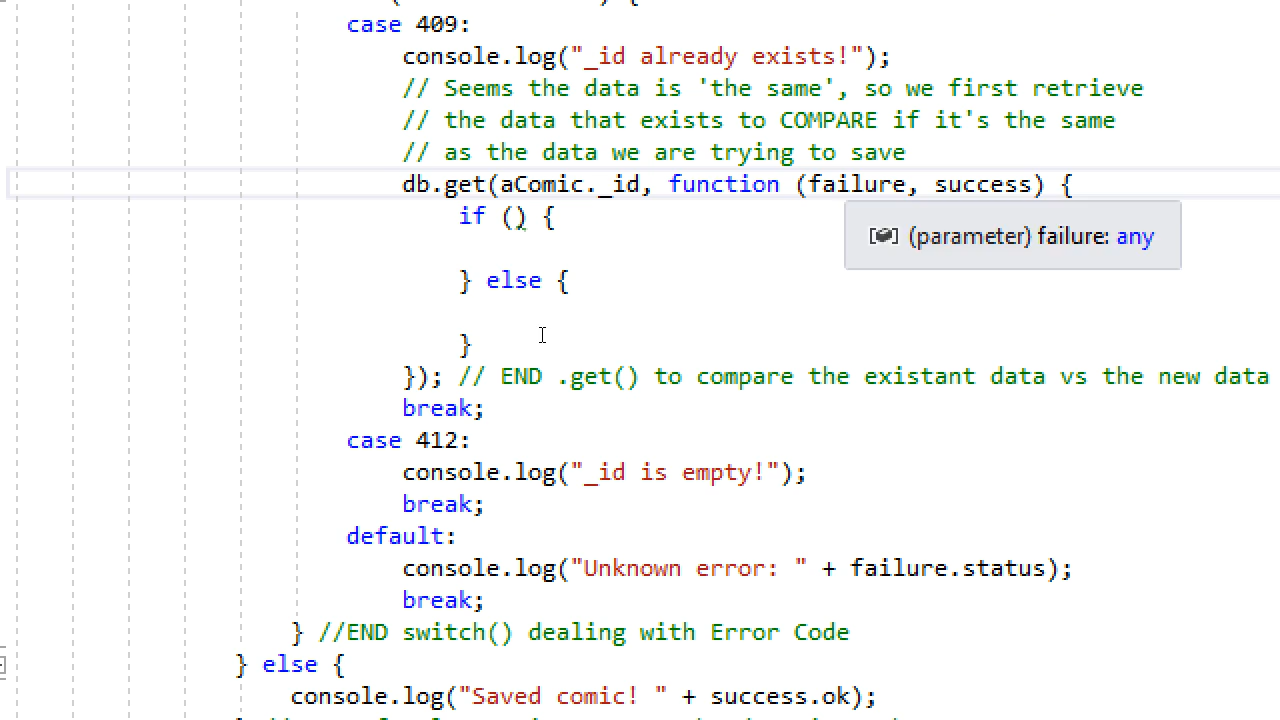 case 409:
console.log("_id already exists!");
// Seems the data is 'the same', so we first retrieve
// the data that exists to COMPARE if it's the same
// as the data we are trying to save
db.get(aComic._id, function (failure, success) {
if () {
(parameter) failure: any
} else {
}
}); // END .get() to compare the existant data vs the new data
break;
case 412:
console.log("_id is empty!");
break;
default:
console.log("Unknown error: " + failure.status);
break;
} //END switch() dealing with Error Code
} else {
console.log("Saved comic! " + success.ok);